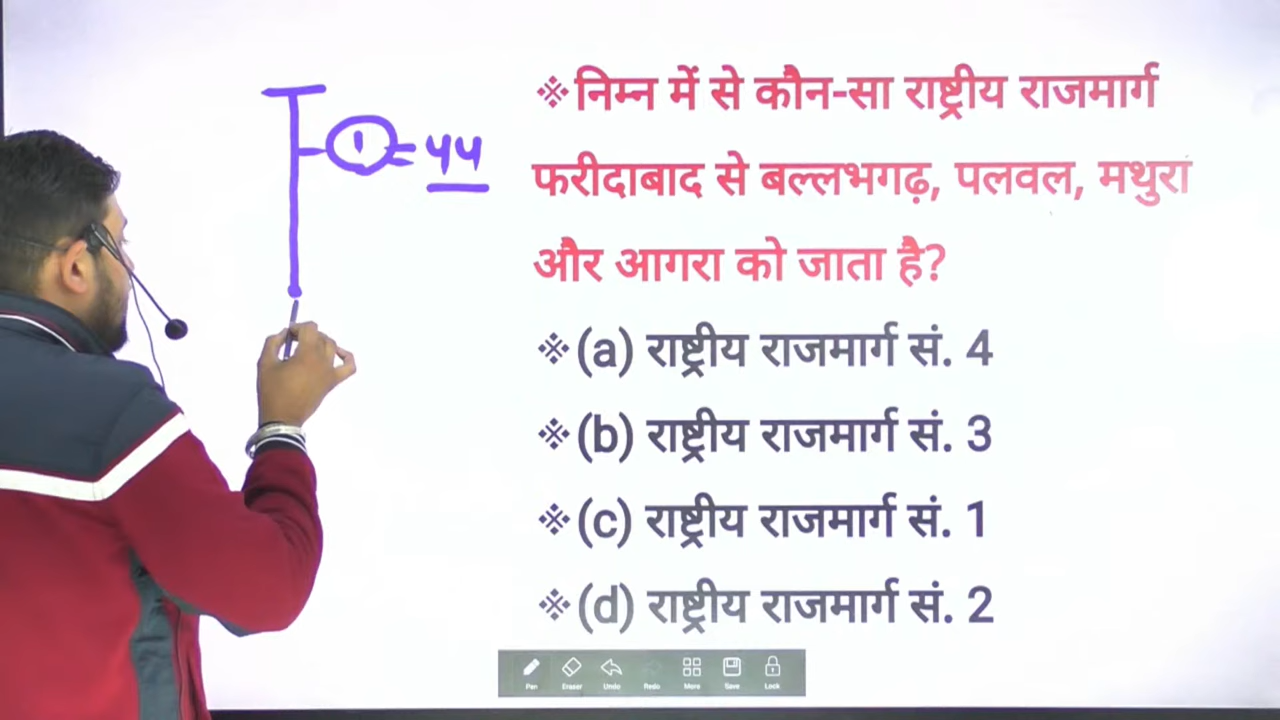 1 = 44
❖निम्न में से कौन-सा राष्ट्रीय राजमार्ग
फरीदाबाद से बल्लभगढ़, पलवल, मथुरा
और आगरा को जाता है?
❖(a) राष्ट्रीय राजमार्ग सं. 4
❖(b) राष्ट्रीय राजमार्ग सं. 3
❖(c) राष्ट्रीय राजमार्ग सं. 1
❖(d) राष्ट्रीय राजमार्ग सं. 2
Pen Eraser Undo Redo More Save Lock